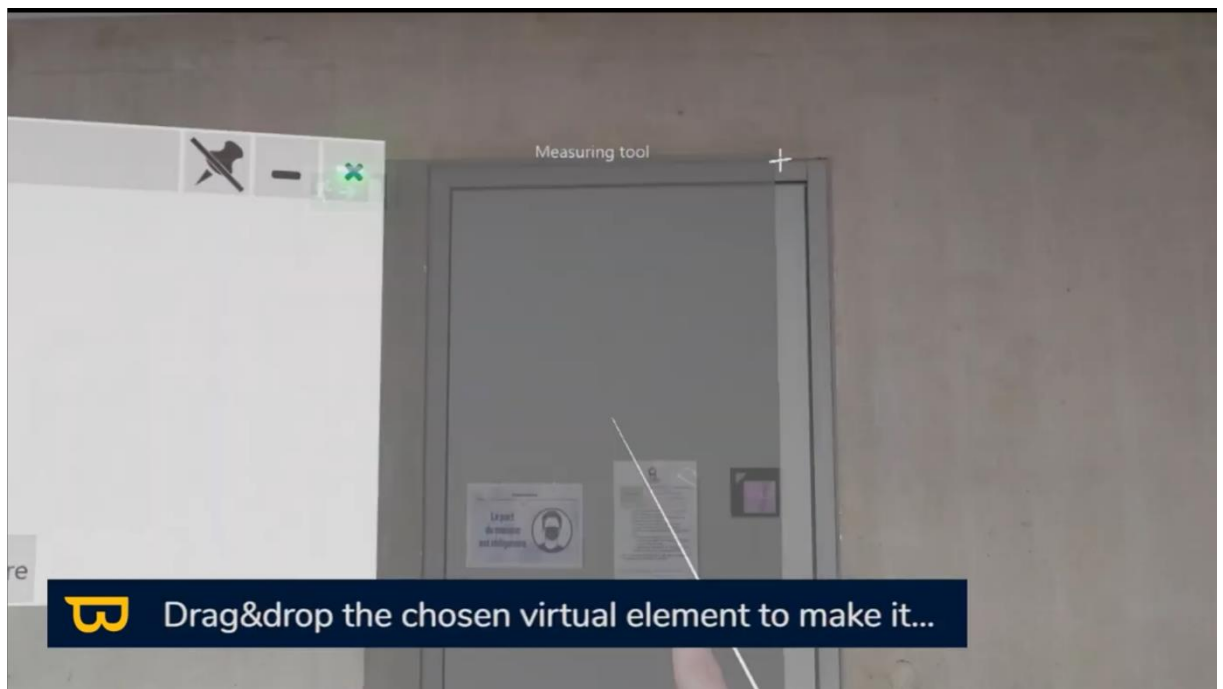 Measuring tool
Le port
du masque
est obligatoire
re
Drag&drop the chosen virtual element to make it...